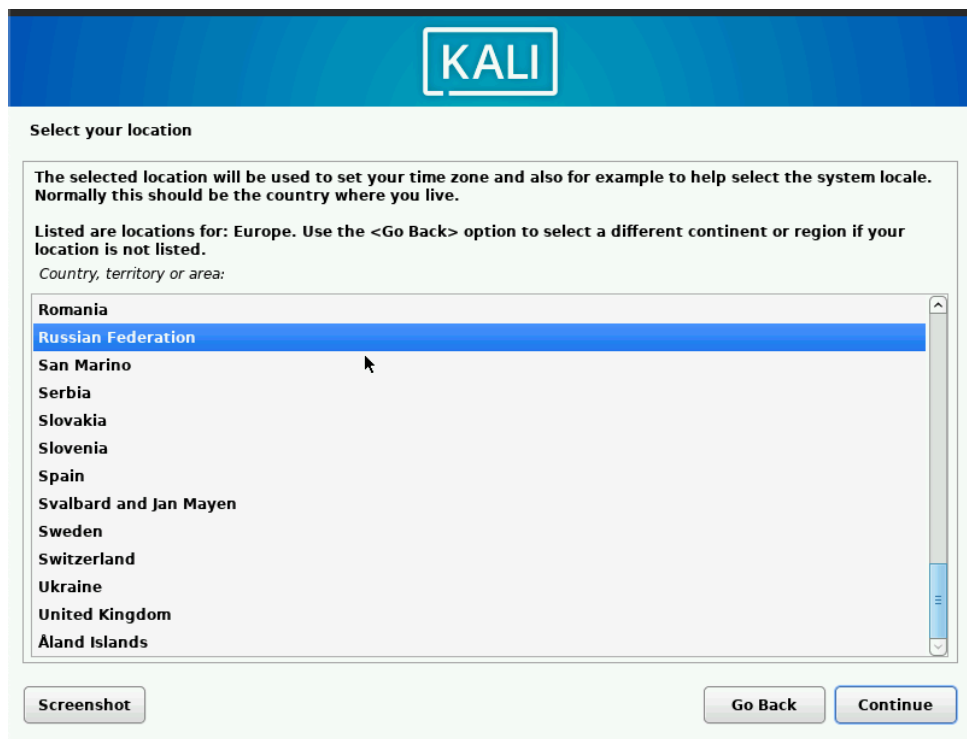 KALI
Select your location
The selected location will be used to set your time zone and also for example to help select the system locale.
Normally this should be the country where you live.
Listed are locations for: Europe. Use the <Go Back> option to select a different continent or region if your
location is not listed.
Country, territory or area:
Romania
Russian Federation
San Marino
Serbia
Slovakia
Slovenia
Spain
Svalbard and Jan Mayen
Sweden
Switzerland
Ukraine
United Kingdom
Åland Islands
Screenshot
Go Back
Continue